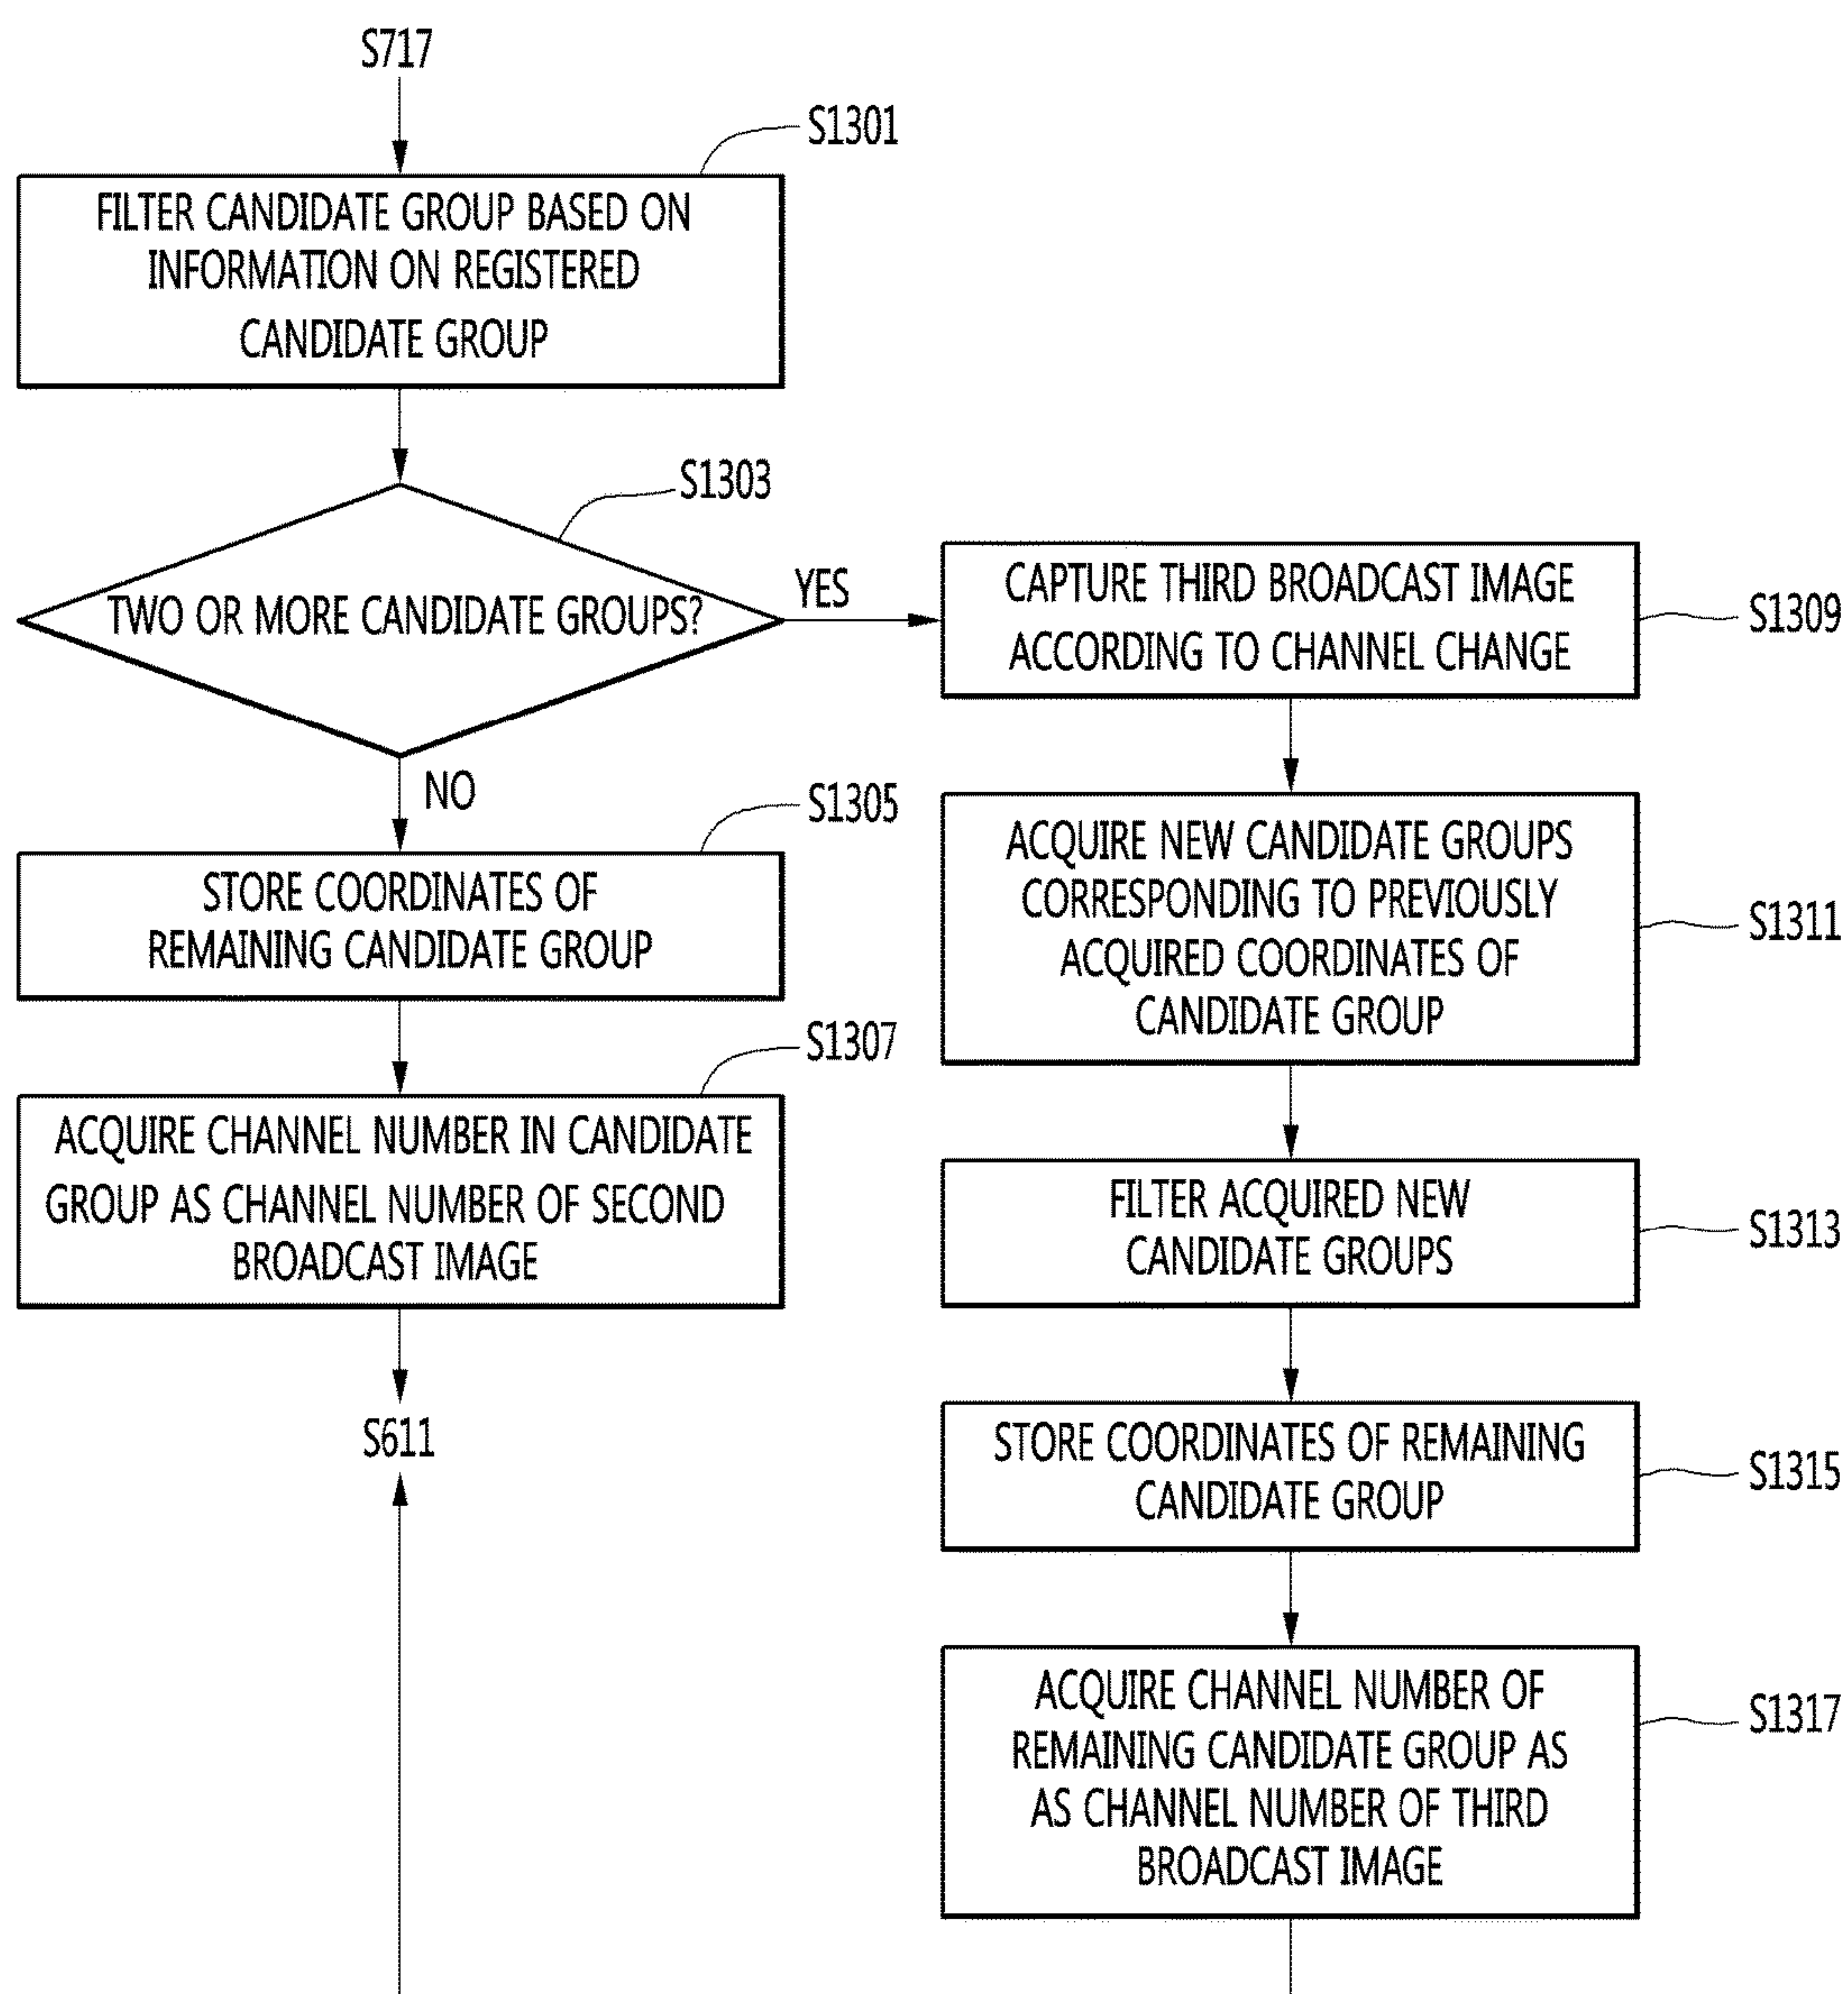 S717
S1301
FILTER CANDIDATE GROUP BASED ON
INFORMATION ON REGISTERED
CANDIDATE GROUP
S1303
TWO OR MORE CANDIDATE GROUPS?
YES
NO
S1305
STORE COORDINATES OF
REMAINING CANDIDATE GROUP
S1307
ACQUIRE CHANNEL NUMBER IN CANDIDATE
GROUP AS CHANNEL NUMBER OF SECOND
BROADCAST IMAGE
S611
CAPTURE THIRD BROADCAST IMAGE
ACCORDING TO CHANNEL CHANGE
S1309
ACQUIRE NEW CANDIDATE GROUPS
CORRESPONDING TO PREVIOUSLY
ACQUIRED COORDINATES OF
CANDIDATE GROUP
S1311
FILTER ACQUIRED NEW
CANDIDATE GROUPS
S1313
STORE COORDINATES OF REMAINING
CANDIDATE GROUP
S1315
ACQUIRE CHANNEL NUMBER OF
REMAINING CANDIDATE GROUP AS
AS CHANNEL NUMBER OF THIRD
BROADCAST IMAGE
S1317